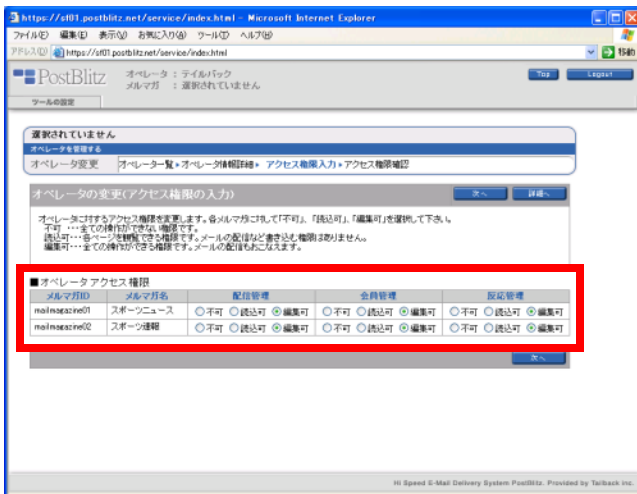 https://sf01.postblitz.net/service/index.html - Microsoft Internet Explorer
ファイル(F) 編集(E) 表示(V) お気に入り(A) ツール(T) ヘルプ(H)
アドレス(D) https://sf01.postblitz.net/service/index.html 移動
PostBlitz オペレータ : テイルバック Top Logout
メルマガ : 選択されていません
ツールの設定
選択されていません
オペレータを管理する
オペレータ変更 オペレーター覧 オペレータ情報詳細 アクセス権限入力 アクセス権限確認
オペレータの変更(アクセス権限の入力) 次へ 詳細へ
オペレータに対するアクセス権限を変更します。各メルマガに対して「不可」、「読込可」、「編集可」を選択して下さい。
不可 ・・・全ての操作ができない権限です。
読込可・・・各ページを観覧できる権限です。メールの配信など書き込む権限はありません。
編集可・・・全ての操作ができる権限です。メールの配信もおこなえます。
■オペレータアクセス権限
メルマガID メルマガ名 配信管理 会員管理 反応管理
mailmagazine01 スポーツニュース 不可 読込可 編集可 不可 読込可 編集可 不可 読込可 編集可
mailmagazine02 スポーツ速報 不可 読込可 編集可 不可 読込可 編集可 不可 読込可 編集可
次へ
Hi Speed E-Mail Delivery System PostBlitz. Provided by Tailback inc.